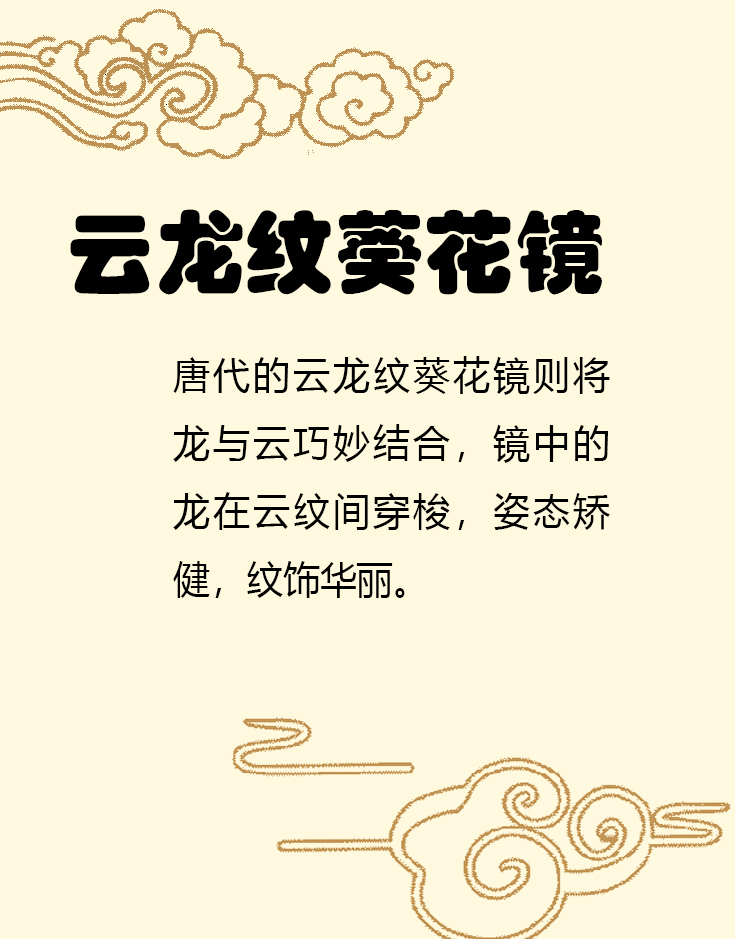 云龙纹葵花镜
唐代的云龙纹葵花镜则将
龙与云巧妙结合，镜中的
龙在云纹间穿梭，姿态矫
健，纹饰华丽。